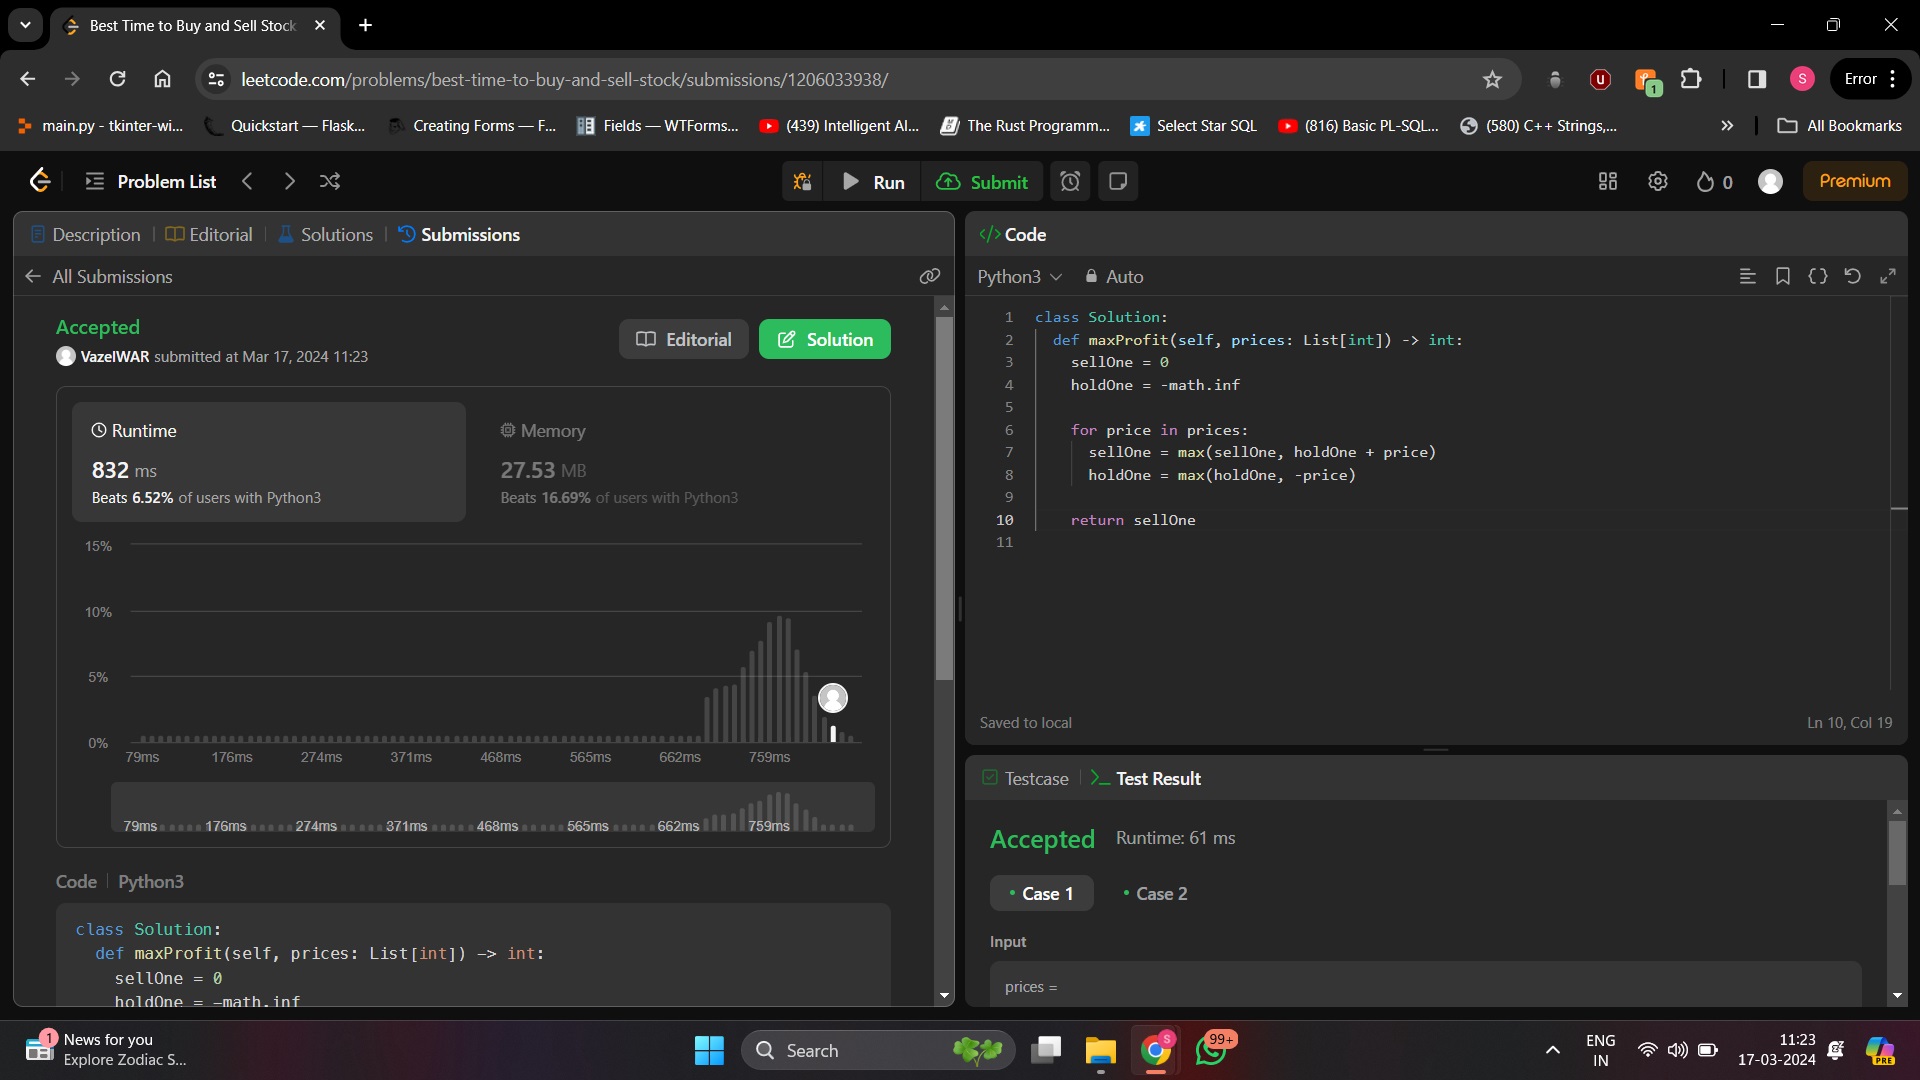 Best Time to Buy and Sell Stock
leetcode.com/problems/best-time-to-buy-and-sell-stock/submissions/1206033938/
1
S
Error
main.py - tkinter-wi...
Quickstart — Flask...
Creating Forms — F...
Fields — WTForms...
(439) Intelligent AI...
The Rust Programm...
Select Star SQL
(816) Basic PL-SQL...
(580) C++ Strings,...
All Bookmarks
Problem List
Run
Submit
0
Premium
Description
Editorial
Solutions
Submissions
All Submissions
Accepted
VazelWAR submitted at Mar 17, 2024 11:23
Editorial
Solution
Runtime
832 ms
Beats 6.52% of users with Python3
Memory
27.53 MB
Beats 16.69% of users with Python3
15%
10%
5%
0%
79ms 176ms 274ms 371ms 468ms 565ms 662ms 759ms
79ms 176ms 274ms 371ms 468ms 565ms 662ms 759ms
Code Python3
class Solution:
def maxProfit(self, prices: List[int]) -> int:
sellOne = 0
holdOne = -math.inf
</> Code
Python3 Auto
1 class Solution:
2 def maxProfit(self, prices: List[int]) -> int:
3 sellOne = 0
4 holdOne = -math.inf
5
6 for price in prices:
7 sellOne = max(sellOne, holdOne + price)
8 holdOne = max(holdOne, -price)
9
10 return sellOne
11
Saved to local
Ln 10, Col 19
Testcase
Test Result
Accepted Runtime: 61 ms
Case 1
Case 2
Input
prices =
1
News for you
Explore Zodiac S...
Search
S
99+
ENG
IN
11:23
17-03-2024
PRE